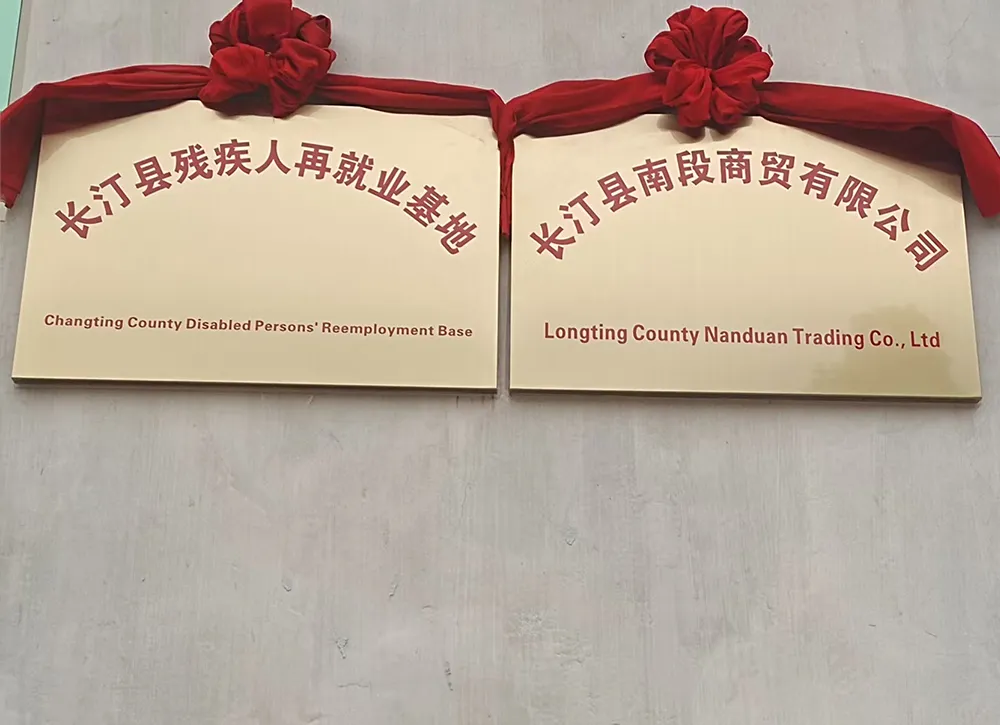 长汀县残疾人再就业基地
Changting County Disabled Persons' Reemployment Base
长汀县南段商贸有限公司
Longting County Nanduan Trading Co., Ltd